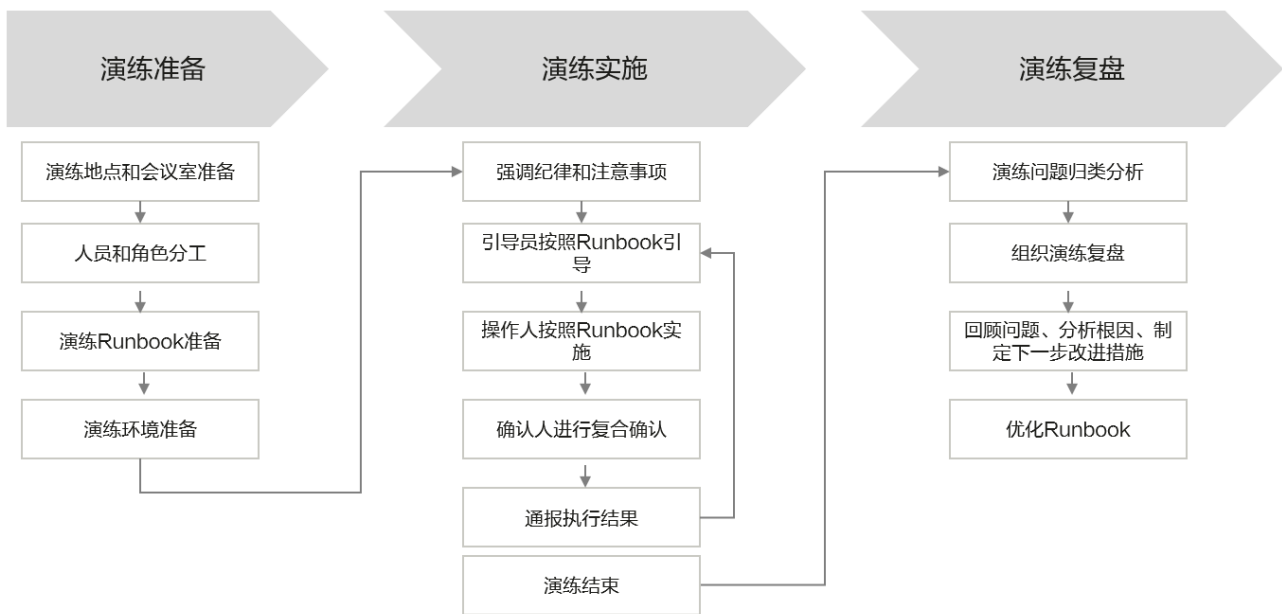 演练准备
演练实施
演练复盘
演练地点和会议室准备
人员和角色分工
演练Runbook准备
演练环境准备
强调纪律和注意事项
引导员按照Runbook引
导
操作人按照Runbook实
施
确认人进行复合确认
通报执行结果
演练结束
演练问题归类分析
组织演练复盘
回顾问题、分析根因、制
定下一步改进措施
优化Runbook